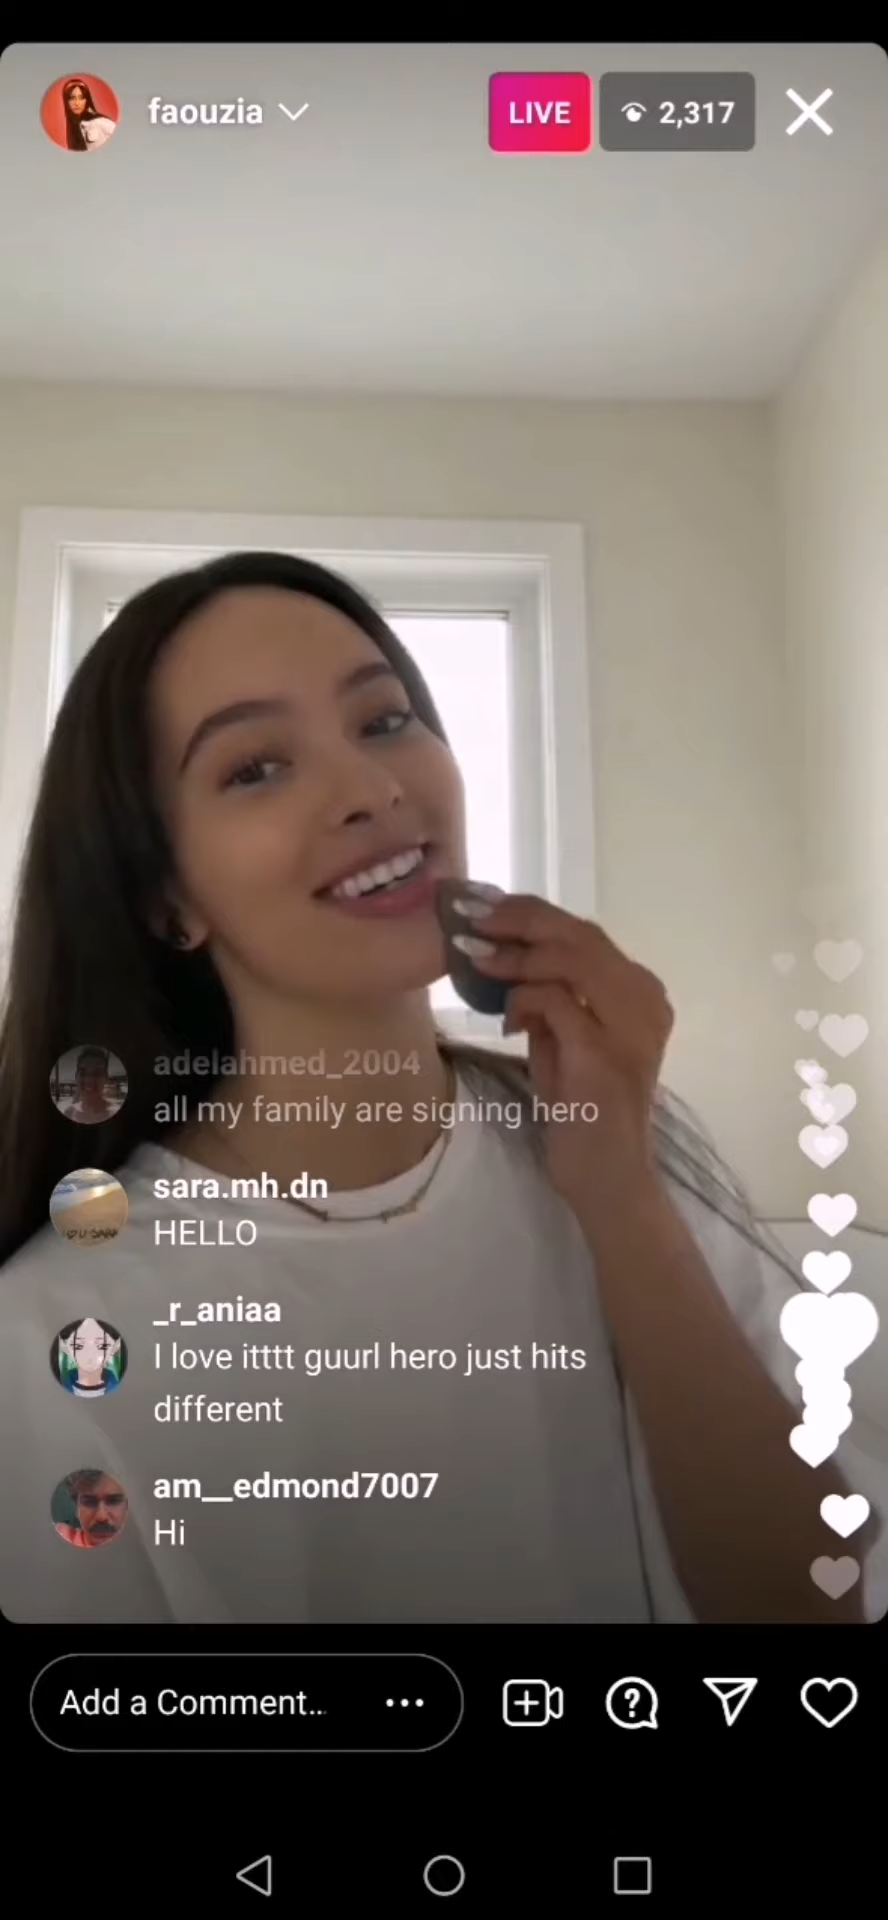 faouzia
LIVE
2,317
adelahmed_2004
all my family are signing hero
sara.mh.dn
HELLO
_r_aniaa
I love itttt guurl hero just hits
different
am__edmond7007
Hi
Add a Comment...